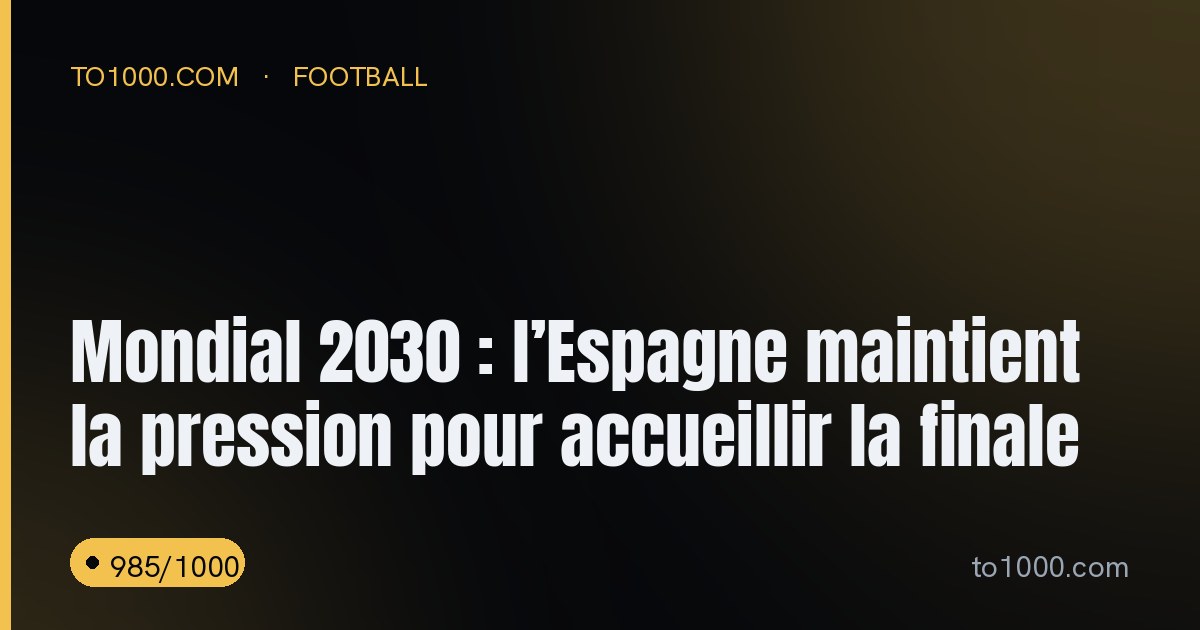 TO1000.COM · FOOTBALL
Mondial 2030 : l’Espagne maintient
la pression pour accueillir la finale
985/1000
to1000.com